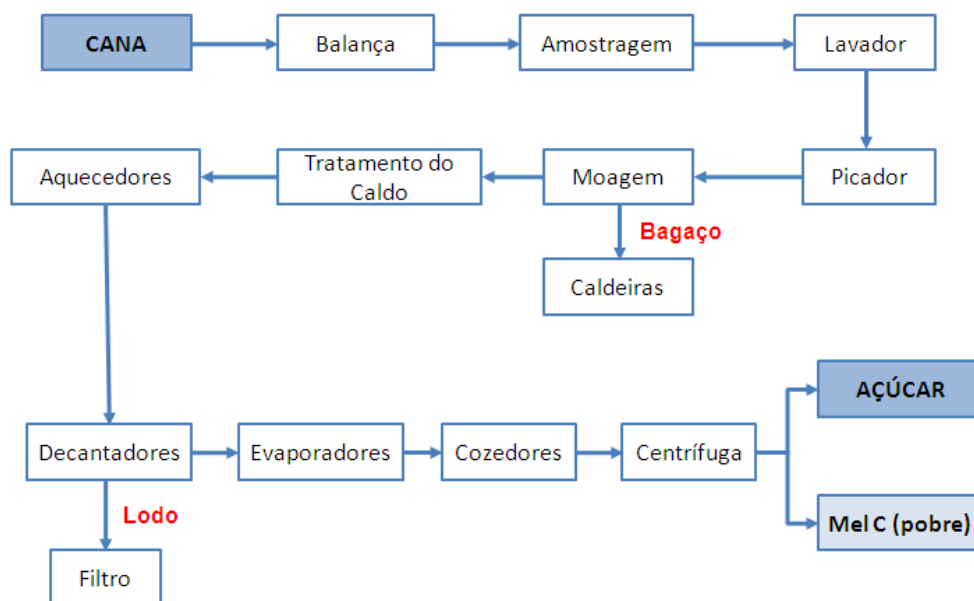 CANA
Balança
Amostragem
Lavador
Aquecedores
Tratamento do
Caldo
Moagem
Picador
Bagaço
Caldeiras
AÇÚCAR
Decantadores
Evaporadores
Cozedores
Centrífuga
Lodo
Mel C (pobre)
Filtro